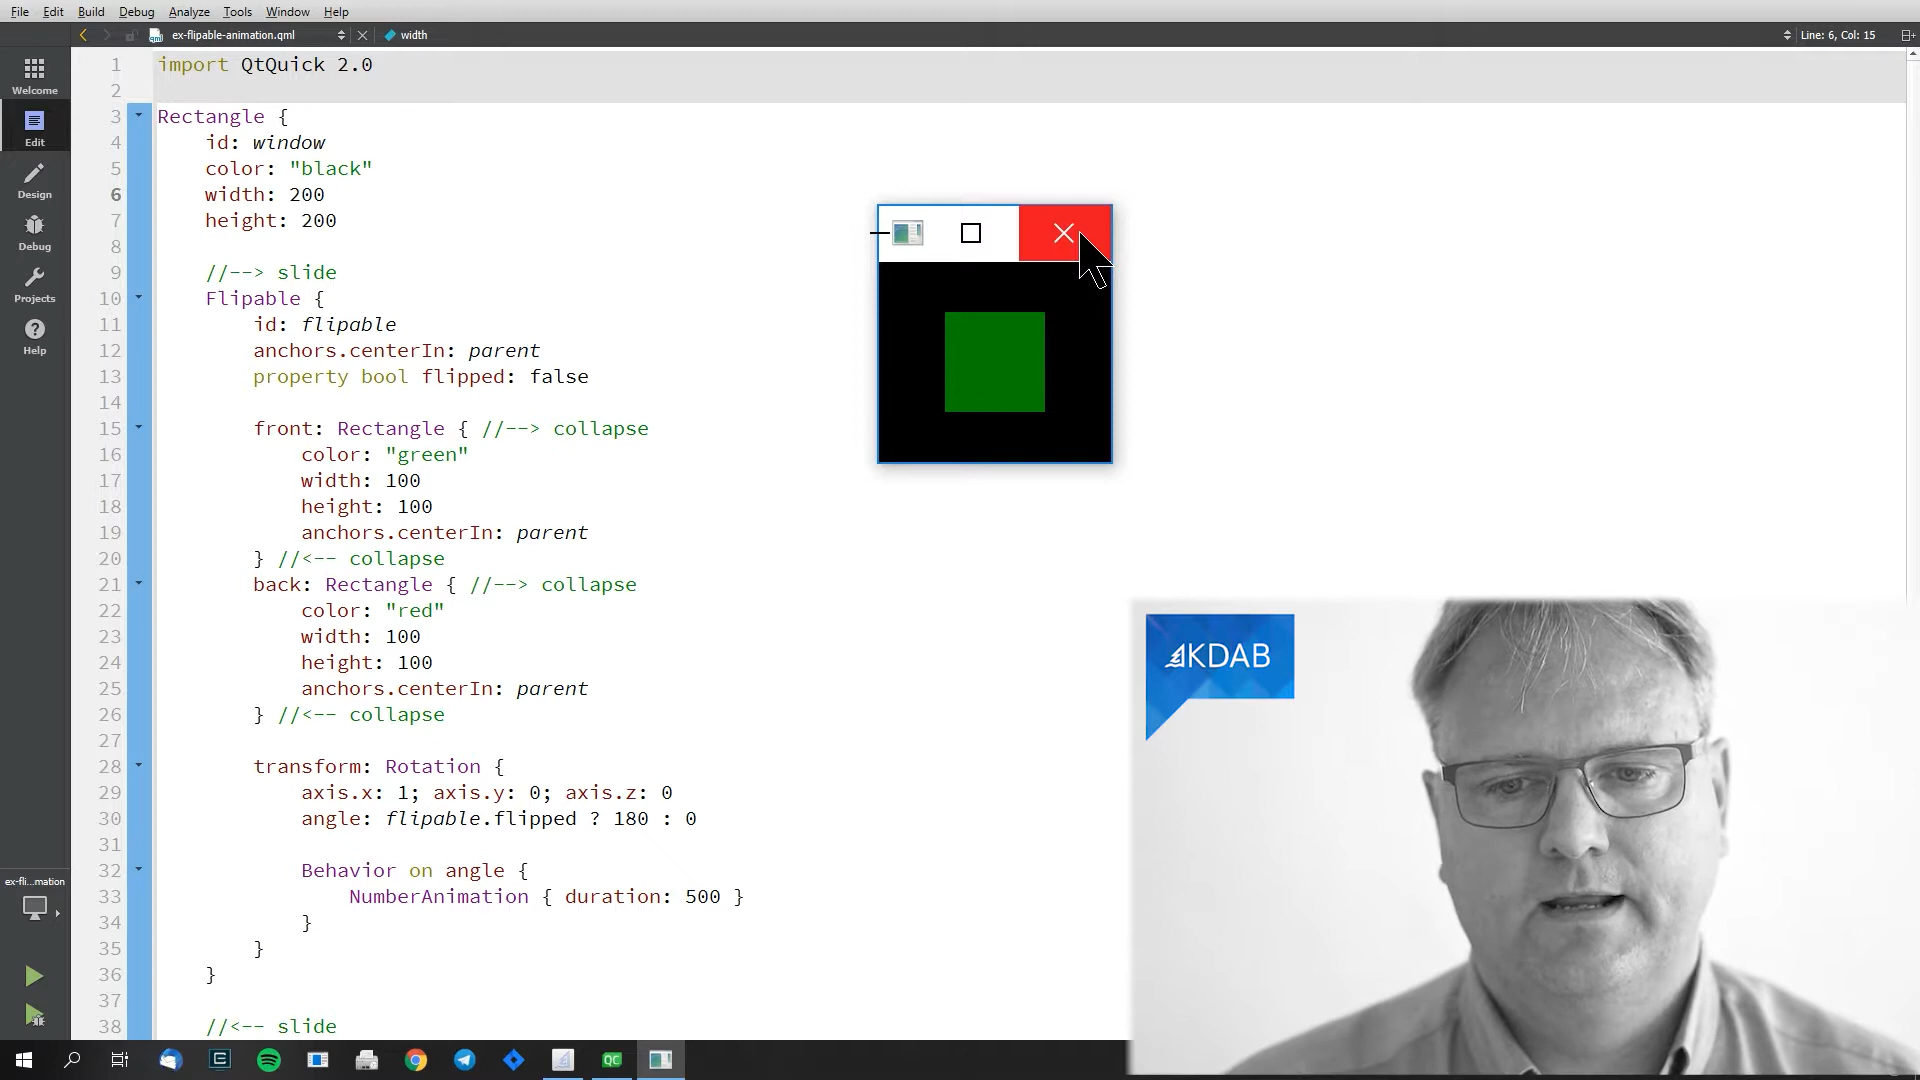 File Edit Build Debug Analyze Tools Window Help
ex-flipable-animation.qml width Line: 6, Col: 15
Welcome
Edit
Design
Debug
Projects
Help
ex-fli...mation
1 import QtQuick 2.0
2
3 Rectangle {
4 id: window
5 color: "black"
6 width: 200
7 height: 200
8
9 //--> slide
10 Flipable {
11 id: flipable
12 anchors.centerIn: parent
13 property bool flipped: false
14
15 front: Rectangle { //--> collapse
16 color: "green"
17 width: 100
18 height: 100
19 anchors.centerIn: parent
20 } //<-- collapse
21 back: Rectangle { //--> collapse
22 color: "red"
23 width: 100
24 height: 100
25 anchors.centerIn: parent
26 } //<-- collapse
27
28 transform: Rotation {
29 axis.x: 1; axis.y: 0; axis.z: 0
30 angle: flipable.flipped ? 180 : 0
31
32 Behavior on angle {
33 NumberAnimation { duration: 500 }
34 }
35 }
36 }
37
38 //<-- slide
KDAB
QC